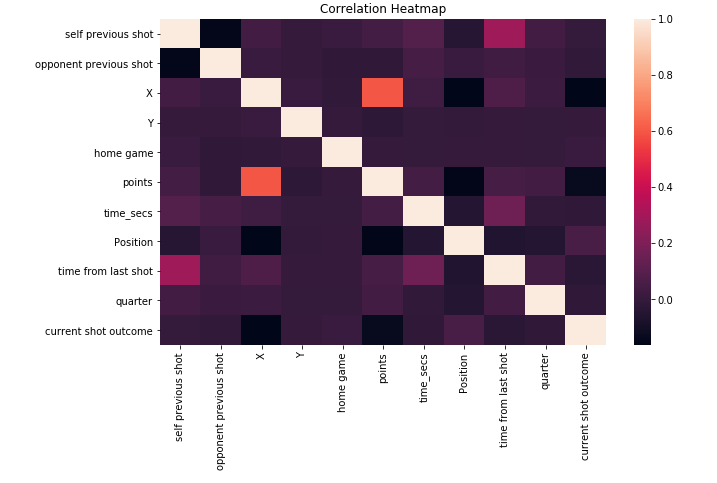 Correlation Heatmap
self previous shot
opponent previous shot
X
Y
home game
points
time_secs
Position
time from last shot
quarter
current shot outcome
1.0
0.8
0.6
0.4
0.2
0.0
self previous shot
opponent previous shot
X
Y
home game
points
time_secs
Position
time from last shot
quarter
current shot outcome